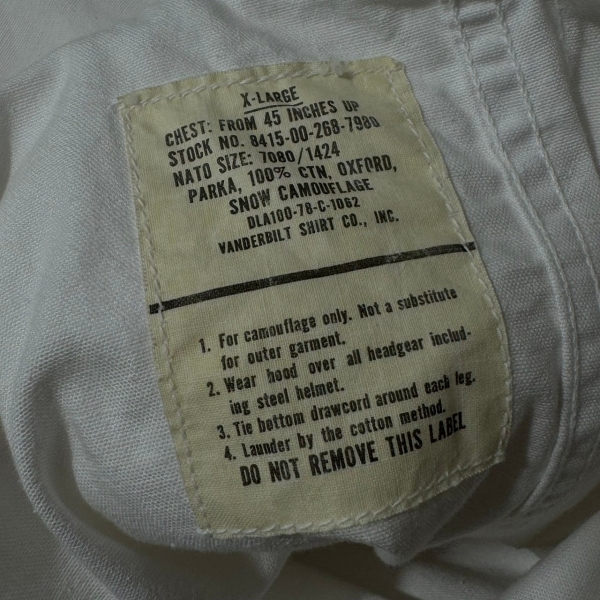 X-LARGE
CHEST: FROM 45 INCHES UP
STOCK NO. 8415-00-268-7980
NATO SIZE: 7080/1424
PARKA, 100% CTN, OXFORD,
SNOW CAMOUFLAGE
DLA100-78-C-1062
VANDERBILT SHIRT CO., INC.
1. For camouflage only. Not a substitute
for outer garment.
2. Wear hood over all headgear includ-
ing steel helmet.
3. Tie bottom drawcord around each leg.
4. Launder by the cotton method.
DO NOT REMOVE THIS LABEL